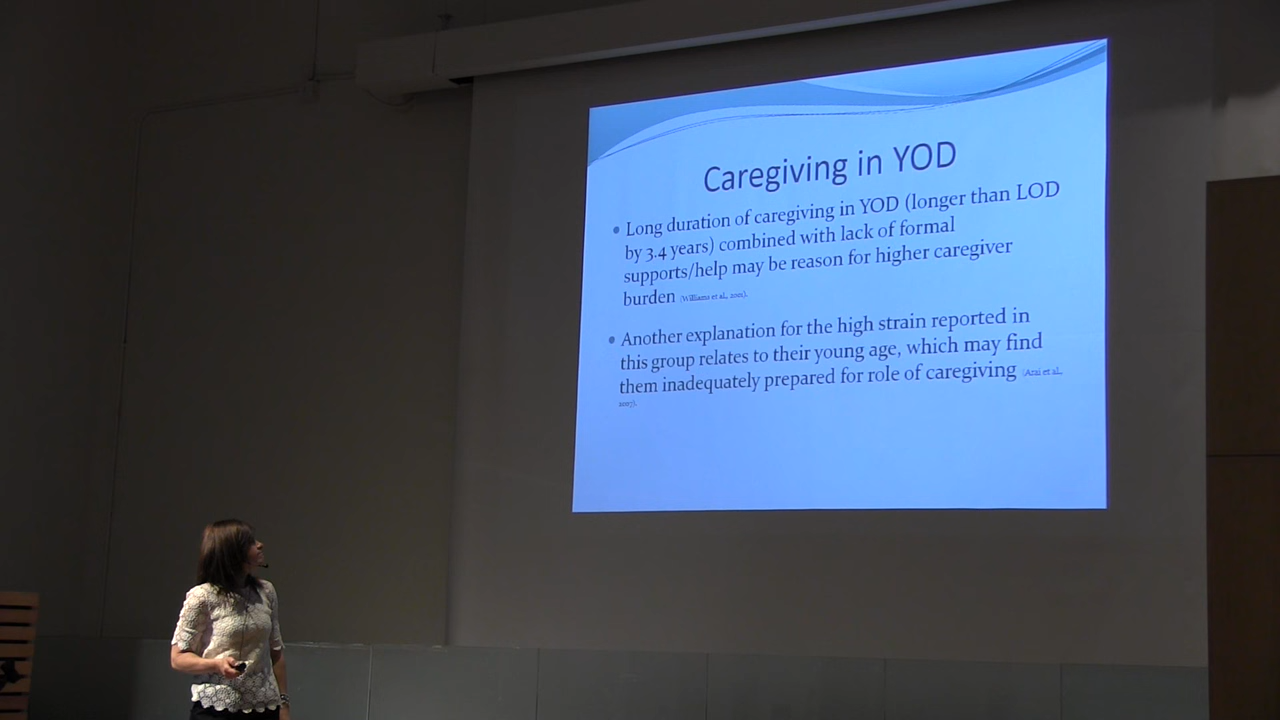 Caregiving in YOD
• Long duration of caregiving in YOD (longer than LOD
by 3.4 years) combined with lack of formal
supports/help may be reason for higher caregiver
burden (Williams et al., 2001).
• Another explanation for the high strain reported in
this group relates to their young age, which may find
them inadequately prepared for role of caregiving (Arai et al.,
2007).